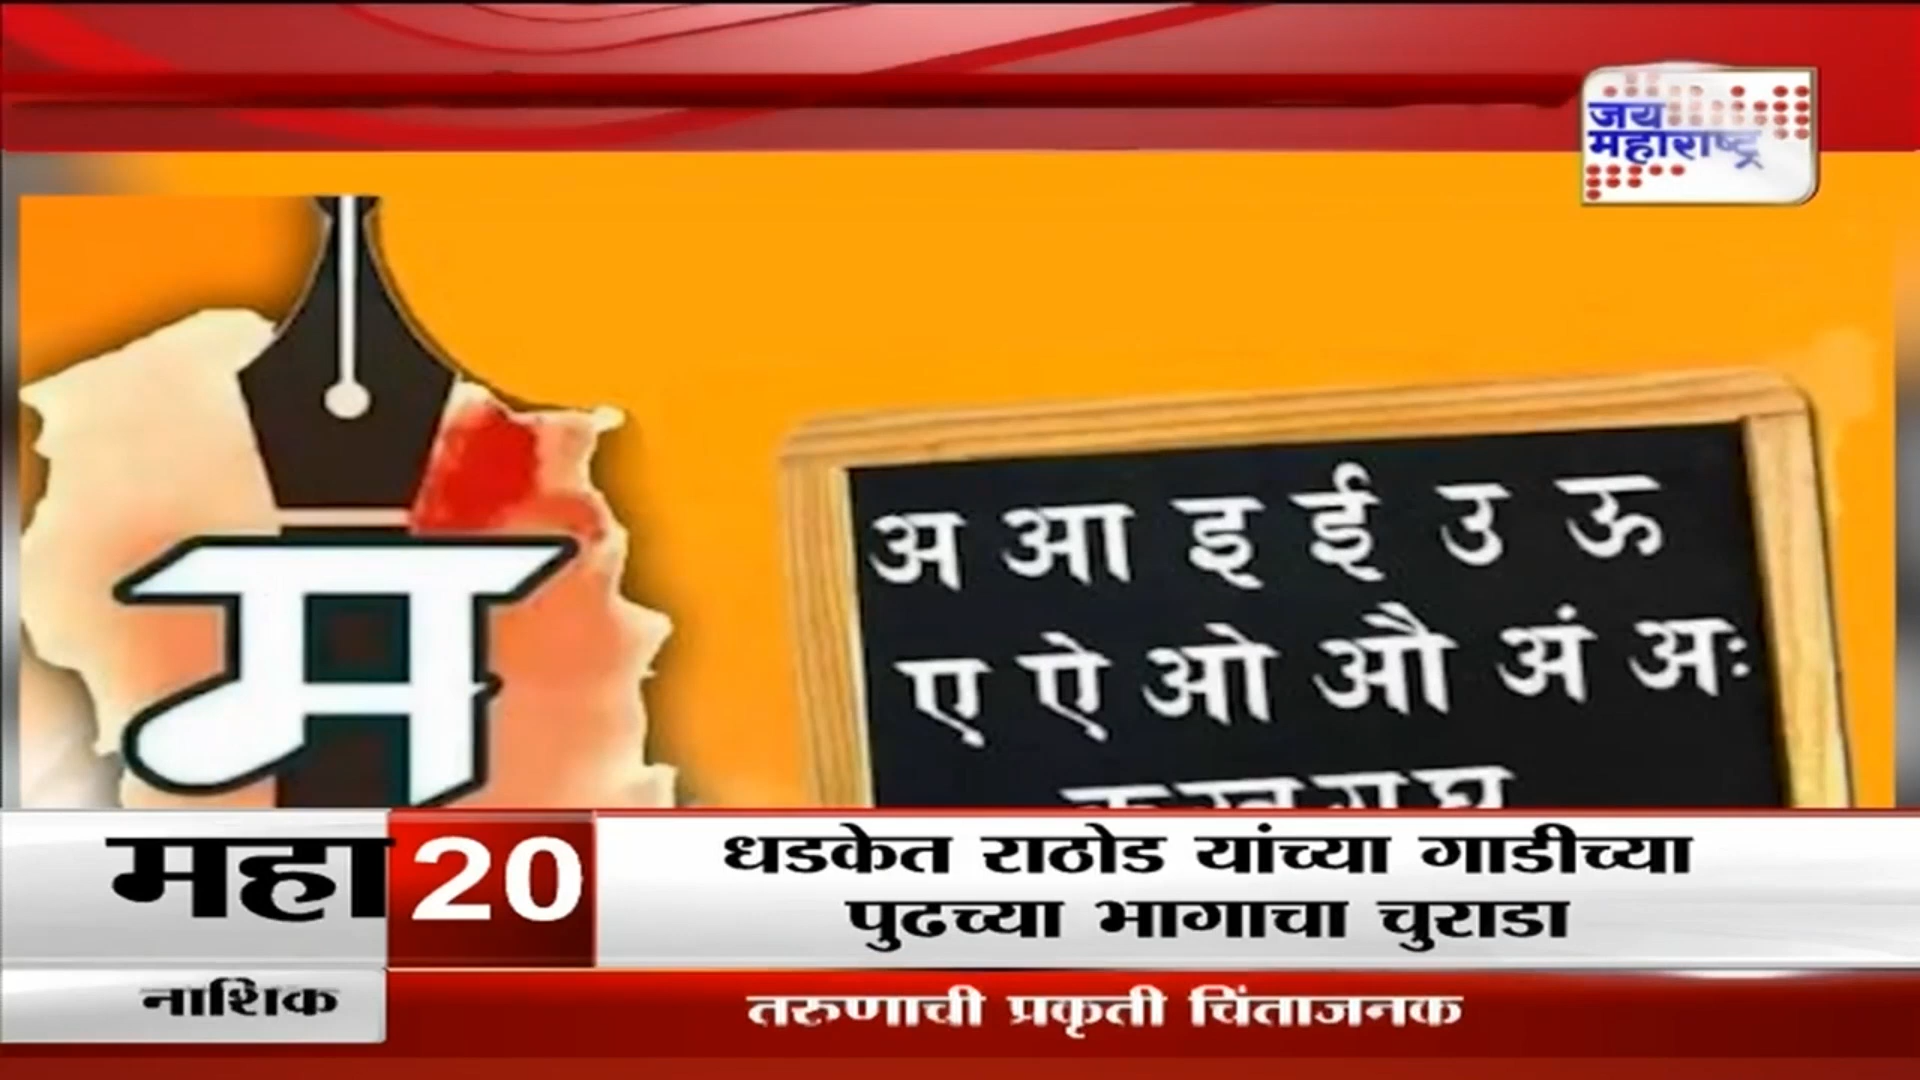 जय
महाराष्ट्र
म
अ आ इ ई उ ऊ
ए ऐ ओ औ अं अः
क ख ग घ
महा 20
धडकेत राठोड यांच्या गाडीच्या
पुढच्या भागाचा चुराडा
नाशिक
तरुणाची प्रकृती चिंताजनक